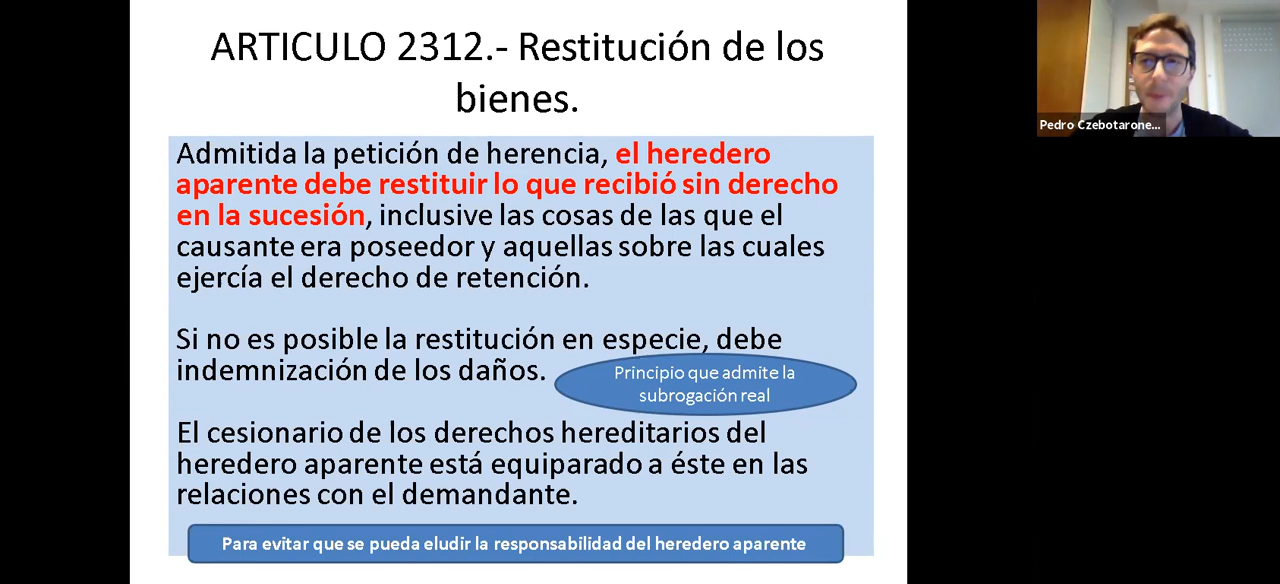 ARTICULO 2312.- Restitución de los
bienes.
Admitida la petición de herencia, el heredero
aparente debe restituir lo que recibió sin derecho
en la sucesión, inclusive las cosas de las que el
causante era poseedor y aquellas sobre las cuales
ejercía el derecho de retención.
Si no es posible la restitución en especie, debe
indemnización de los daños.
Principio que admite la
subrogación real
El cesionario de los derechos hereditarios del
heredero aparente está equiparado a éste en las
relaciones con el demandante.
Para evitar que se pueda eludir la responsabilidad del heredero aparente
Pedro Czebotarone...